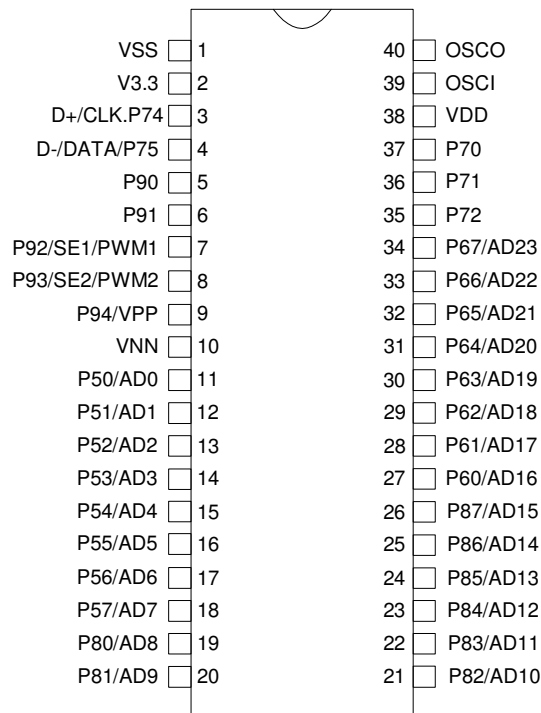 VSS 1 40 OSCO
V3.3 2 39 OSCI
D+/CLK.P74 3 38 VDD
D-/DATA/P75 4 37 P70
P90 5 36 P71
P91 6 35 P72
P92/SE1/PWM1 7 34 P67/AD23
P93/SE2/PWM2 8 33 P66/AD22
P94/VPP 9 32 P65/AD21
VNN 10 31 P64/AD20
P50/AD0 11 30 P63/AD19
P51/AD1 12 29 P62/AD18
P52/AD2 13 28 P61/AD17
P53/AD3 14 27 P60/AD16
P54/AD4 15 26 P87/AD15
P55/AD5 16 25 P86/AD14
P56/AD6 17 24 P85/AD13
P57/AD7 18 23 P84/AD12
P80/AD8 19 22 P83/AD11
P81/AD9 20 21 P82/AD10